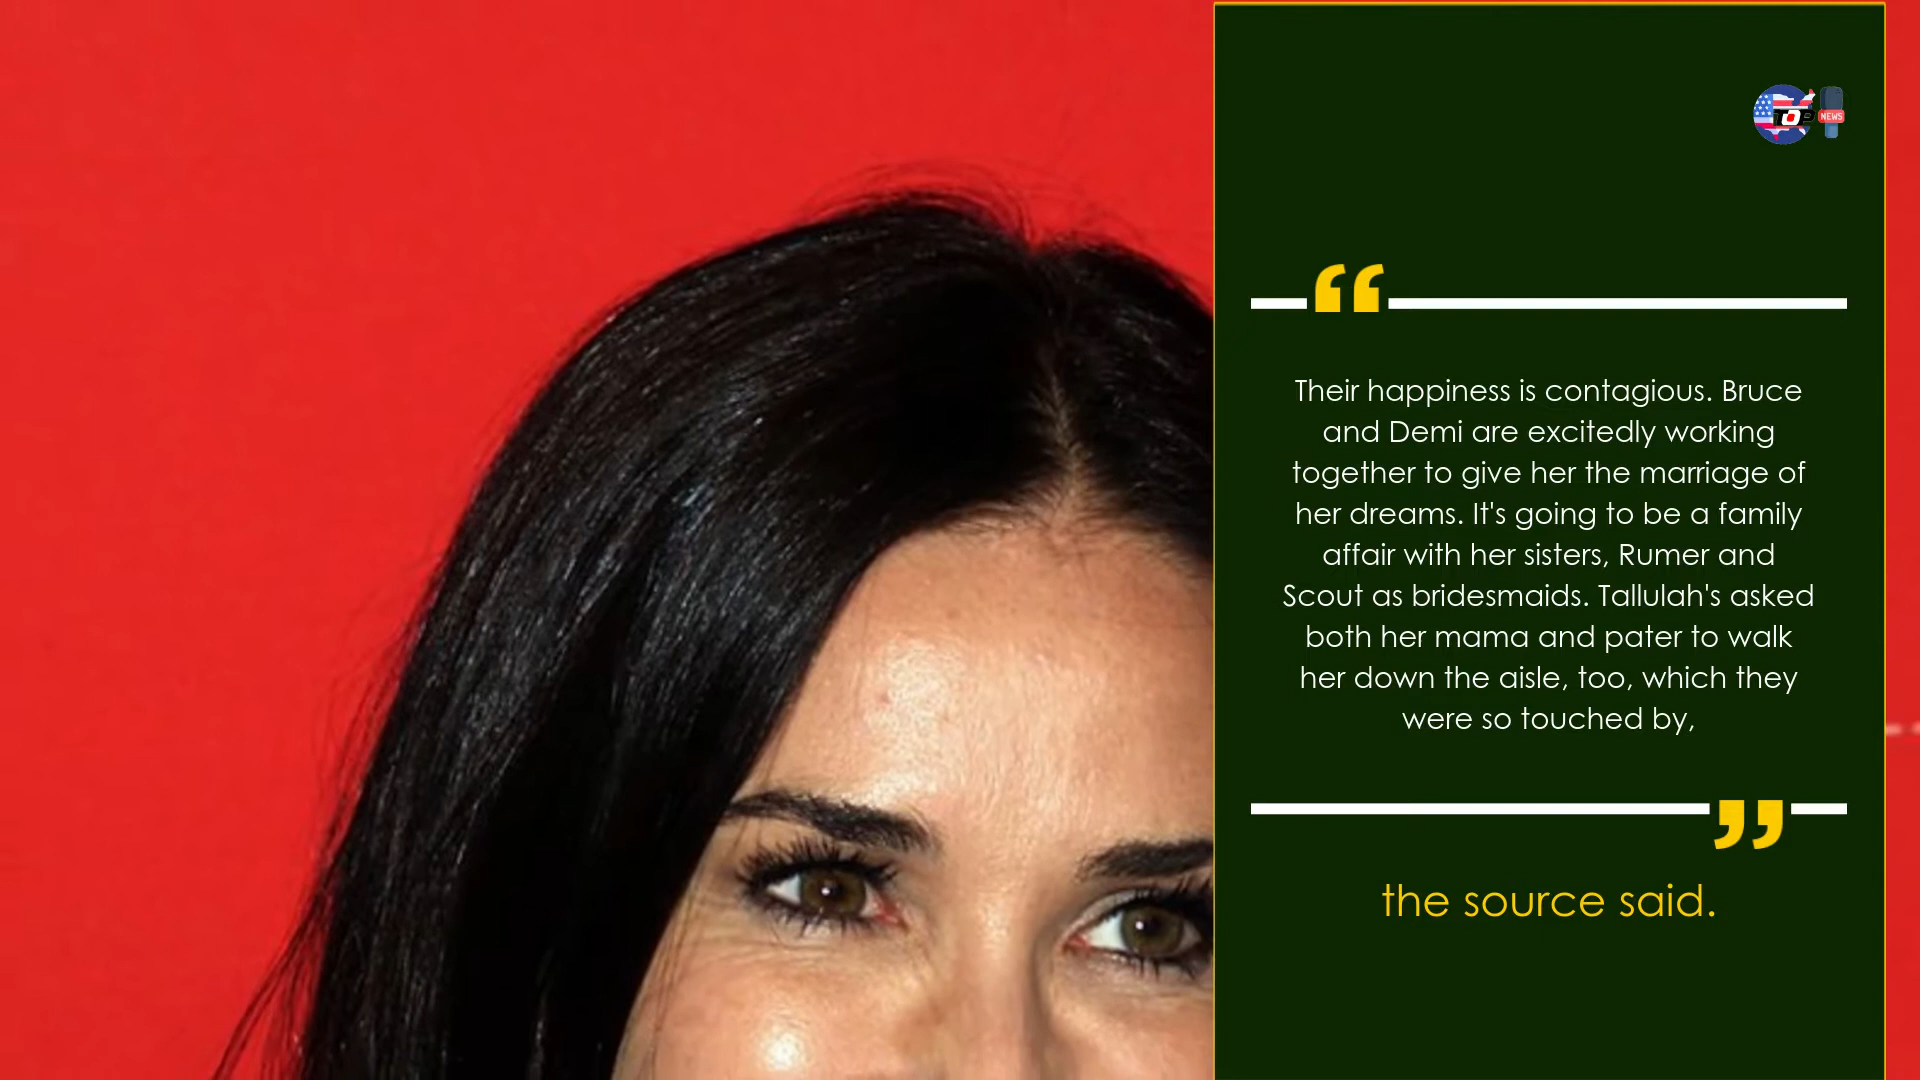 TOP
NEWS
Their happiness is contagious. Bruce
and Demi are excitedly working
together to give her the marriage of
her dreams. It's going to be a family
affair with her sisters, Rumer and
Scout as bridesmaids. Tallulah's asked
both her mama and pater to walk
her down the aisle, too, which they
were so touched by,
the source said.